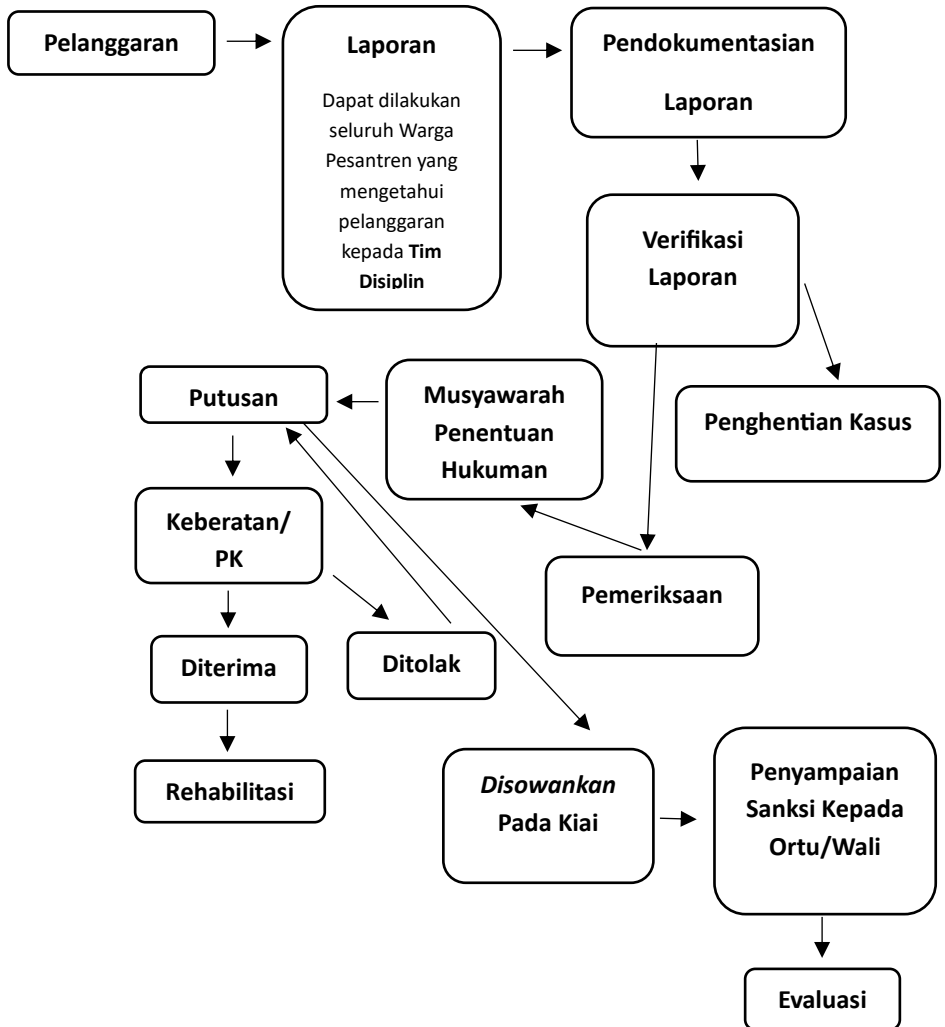 Pelanggaran
Laporan
Dapat dilakukan
seluruh Warga
Pesantren yang
mengetahui
pelanggaran
kepada Tim
Disiplin
Pendokumentasian
Laporan
Verifikasi
Laporan
Penghentian Kasus
Pemeriksaan
Musyawarah
Penentuan
Hukuman
Putusan
Keberatan/
PK
Diterima
Ditolak
Rehabilitasi
Disowankan
Pada Kiai
Penyampaian
Sanksi Kepada
Ortu/Wali
Evaluasi